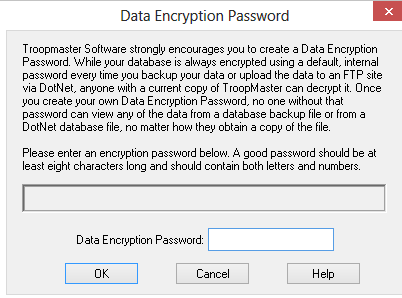 Data Encryption Password
Troopmaster Software strongly encourages you to create a Data Encryption
Password. While your database is always encrypted using a default, internal
password every time you backup your data or upload the data to an FTP site
via DotNet, anyone with a current copy of TroopMaster can decrypt it. Once
you create your own Data Encryption Password, no one without that
password can view any of the data from a database backup file or from a
DotNet database file, no matter how they obtain a copy of the file.
Please enter an encryption password below. A good password should be at
least eight characters long and should contain both letters and numbers.
Data Encryption Password:
OK Cancel Help